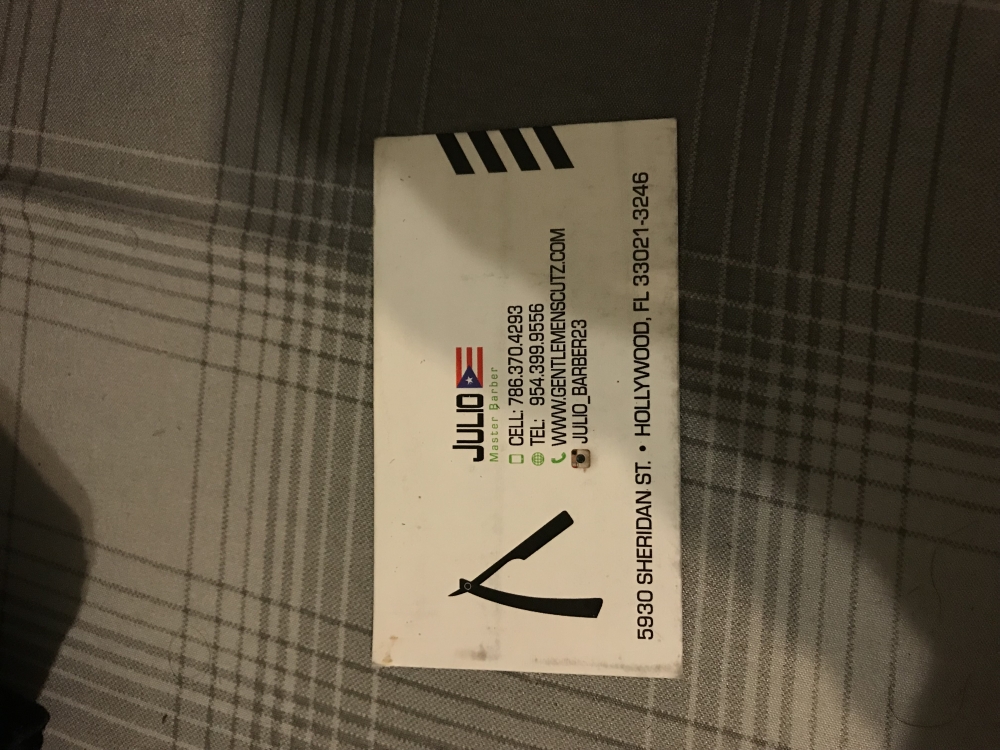 JULIO
Master Barber
CELL: 786.370.4293
TEL: 954.399.9556
WWW.GENTLEMENSCUTZ.COM
JULIO_BARBER23
5930 SHERIDAN ST. • HOLLYWOOD, FL 33021-3246